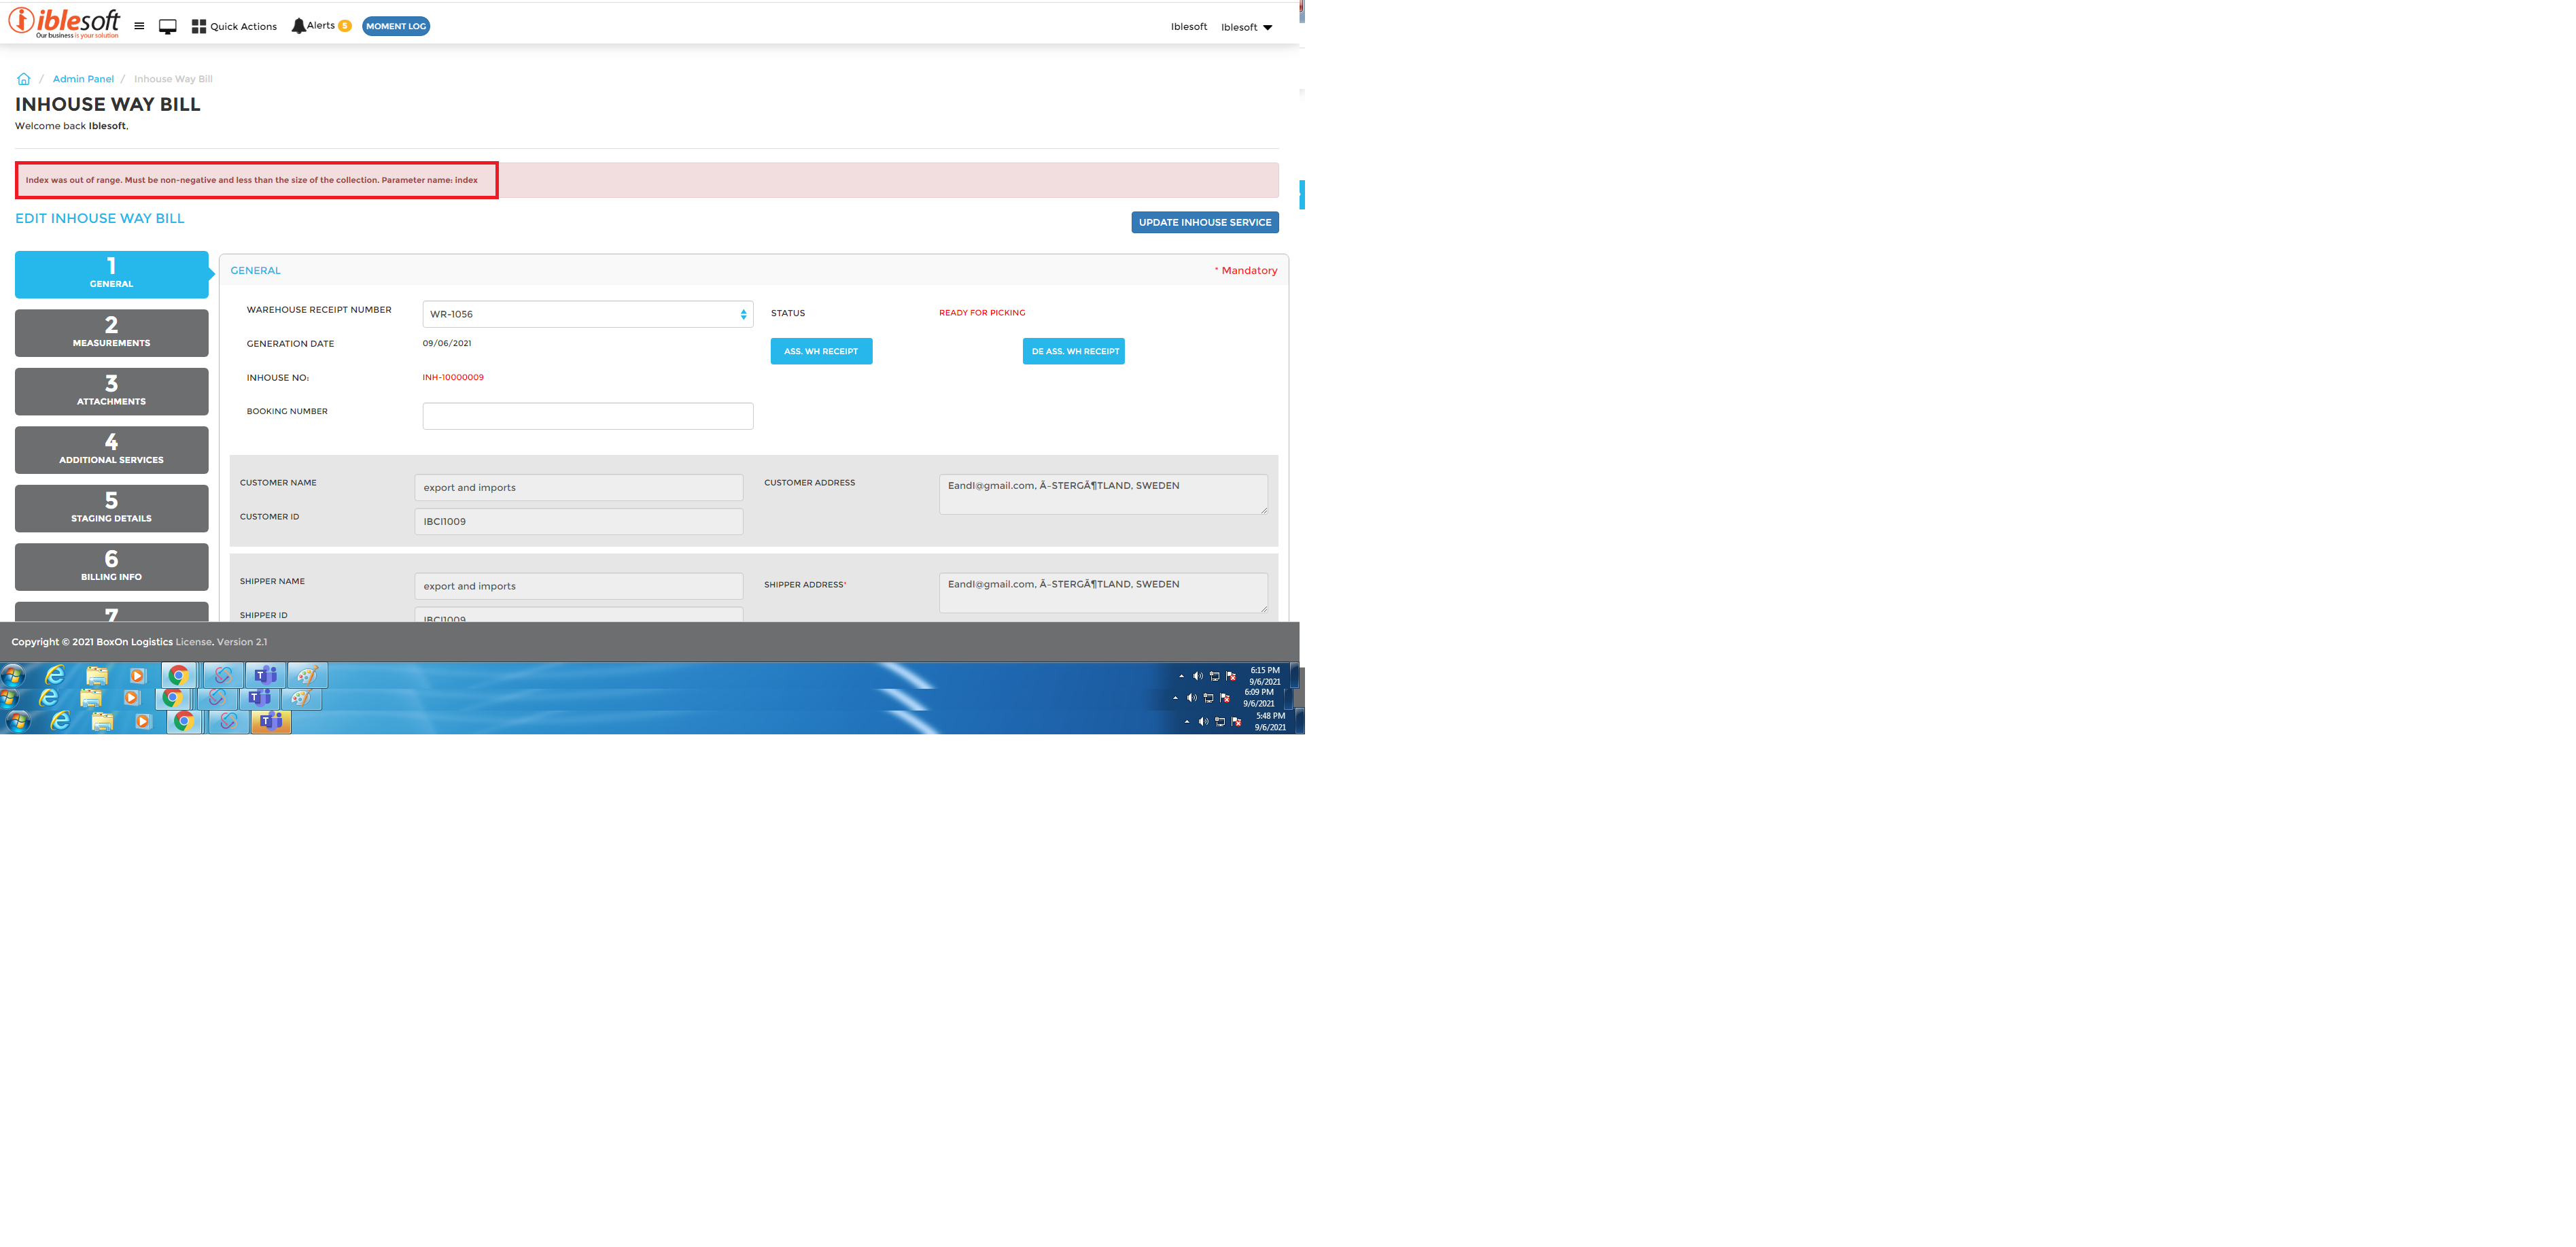 iblesoft
Our business is your solution
Quick Actions
Alerts 5
MOMENT LOG
Iblesoft
Iblesoft
/ Admin Panel / Inhouse Way Bill
INHOUSE WAY BILL
Welcome back Iblesoft,
Index was out of range. Must be non-negative and less than the size of the collection. Parameter name: index
EDIT INHOUSE WAY BILL
UPDATE INHOUSE SERVICE
1
GENERAL
2
MEASUREMENTS
3
ATTACHMENTS
4
ADDITIONAL SERVICES
5
STAGING DETAILS
6
BILLING INFO
7
GENERAL
* Mandatory
WAREHOUSE RECEIPT NUMBER
WR-1056
STATUS
READY FOR PICKING
GENERATION DATE
09/06/2021
ASS. WH RECEIPT
DE ASS. WH RECEIPT
INHOUSE NO:
INH-10000009
BOOKING NUMBER
CUSTOMER NAME
export and imports
CUSTOMER ADDRESS
EandI@gmail.com, Ã-STERGÃ¶TLAND, SWEDEN
CUSTOMER ID
IBCI1009
SHIPPER NAME
export and imports
SHIPPER ADDRESS*
EandI@gmail.com, Ã-STERGÃ¶TLAND, SWEDEN
SHIPPER ID
IBCI1009
Copyright © 2021 BoxOn Logistics License. Version 2.1
6:15 PM
9/6/2021
6:09 PM
9/6/2021
5:48 PM
9/6/2021